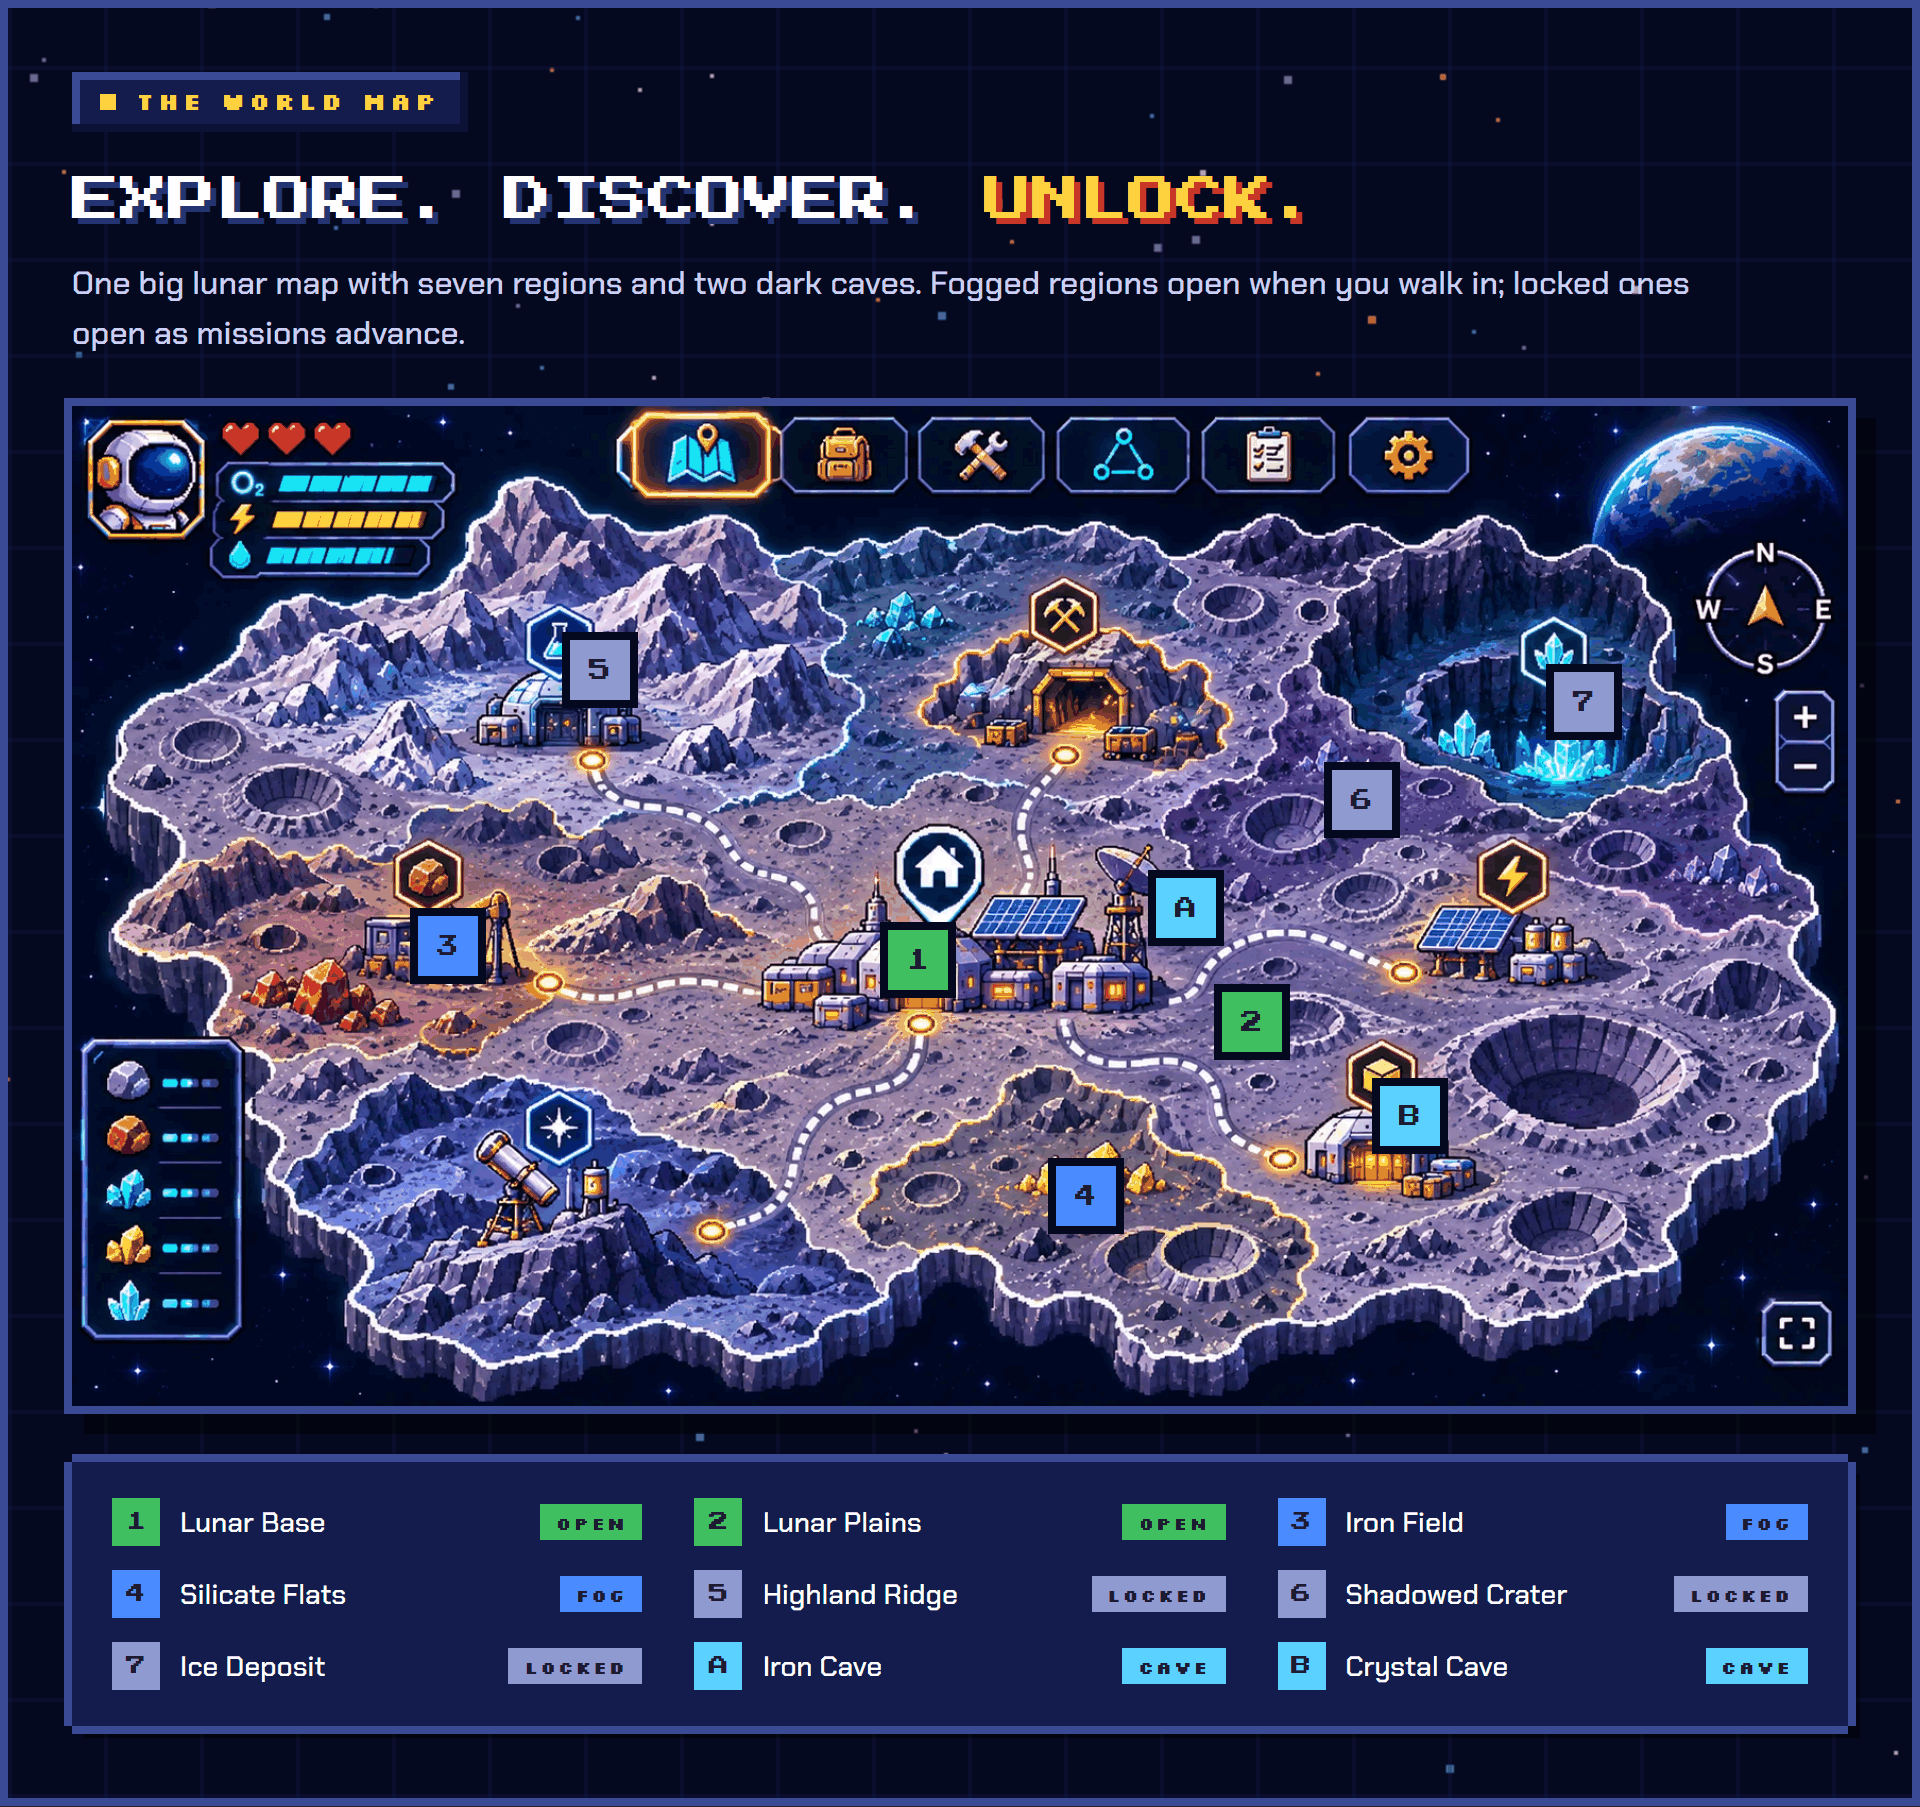 THE WORLD MAP
EXPLORE. DISCOVER. UNLOCK.
One big lunar map with seven regions and two dark caves. Fogged regions open when you walk in; locked ones
open as missions advance.
O₂
N
W E
S
+
−
5
7
6
3
1
A
2
B
4
1 Lunar Base OPEN
2 Lunar Plains OPEN
3 Iron Field FOG
4 Silicate Flats FOG
5 Highland Ridge LOCKED
6 Shadowed Crater LOCKED
7 Ice Deposit LOCKED
A Iron Cave CAVE
B Crystal Cave CAVE